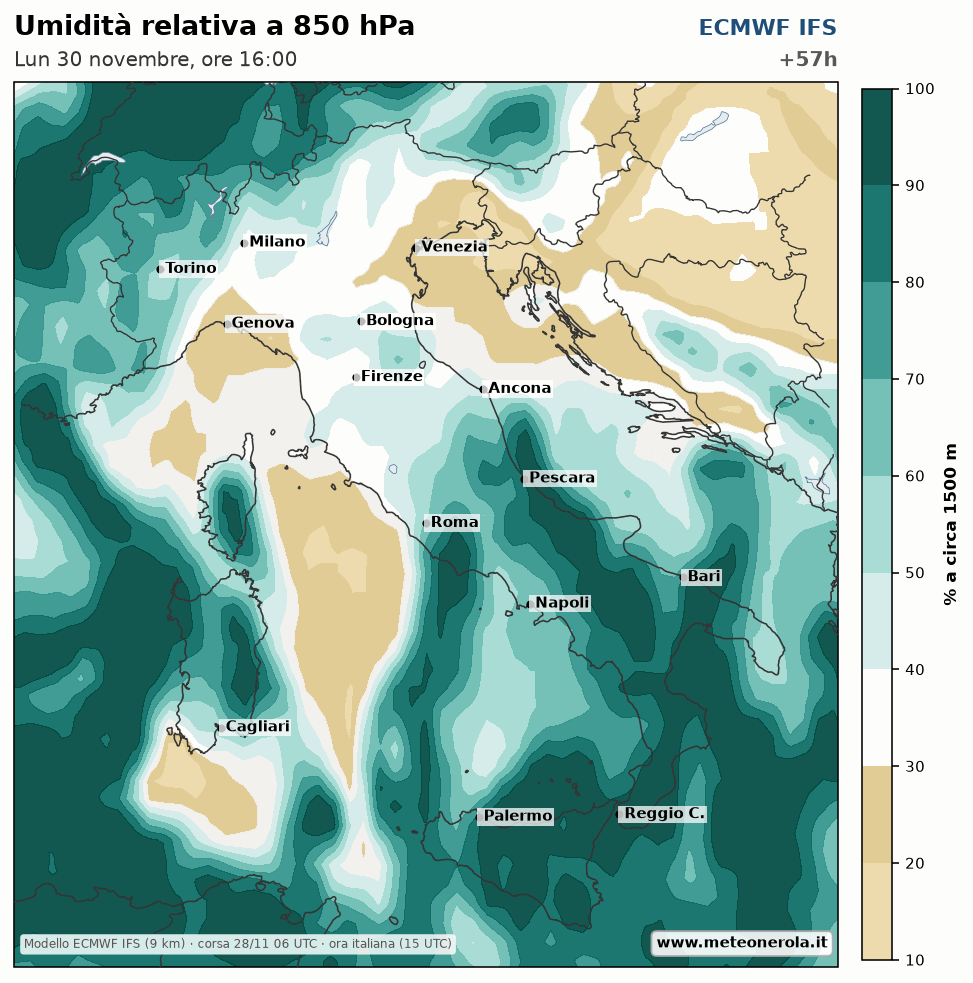 Umidità relativa a 850 hPa
ECMWF IFS
Lun 30 novembre, ore 16:00
+57h
Milano
Venezia
Torino
Genova
Bologna
Firenze
Ancona
Pescara
Roma
Bari
Napoli
Cagliari
Palermo
Reggio C.
100
90
80
70
60
50
40
30
20
10
% a circa 1500 m
Modello ECMWF IFS (9 km) · corsa 28/11 06 UTC · ora italiana (15 UTC)
www.meteonerola.it